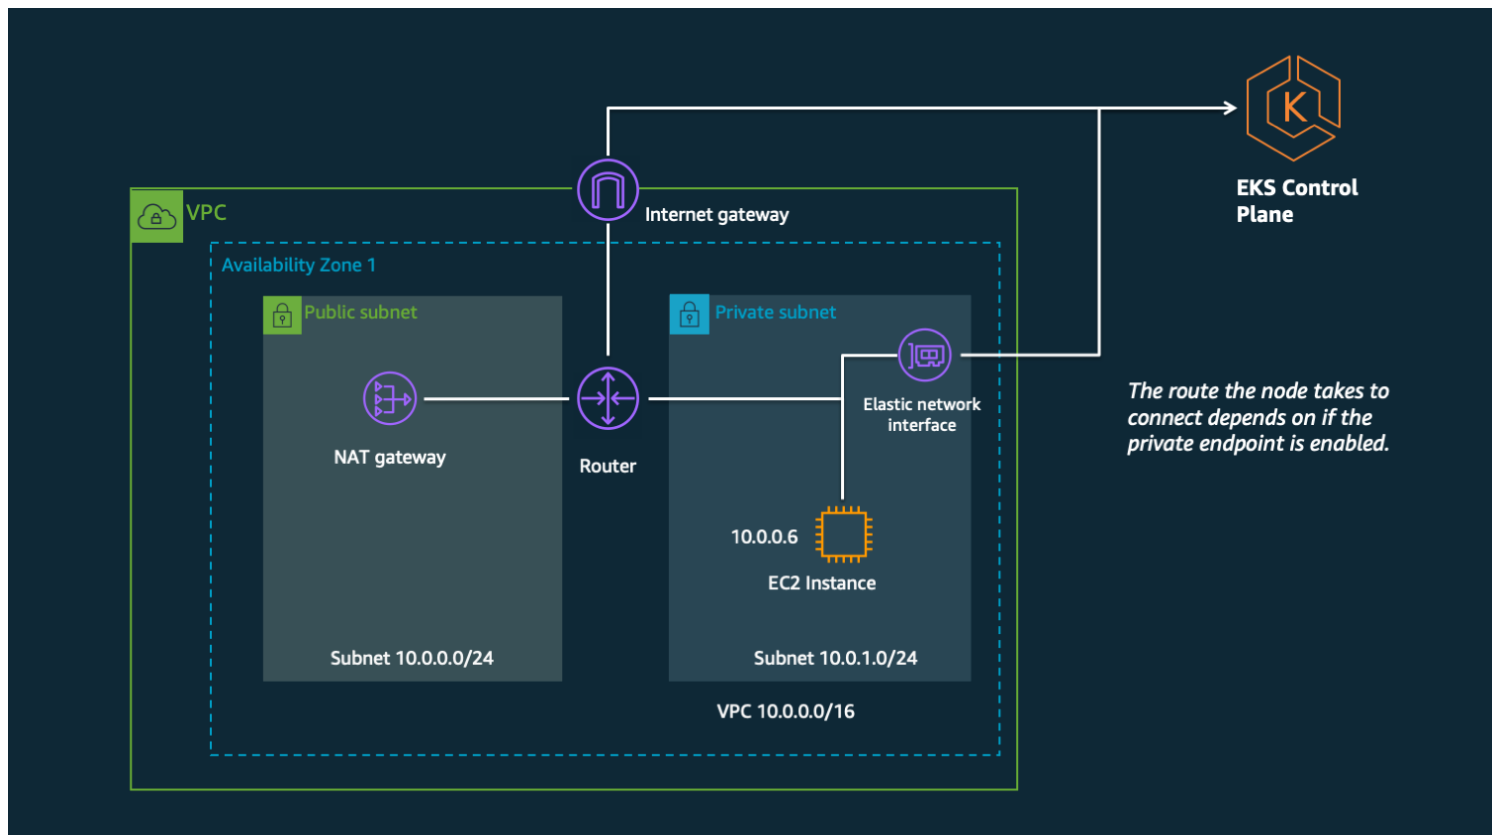 K
EKS Control
Plane
VPC
Internet gateway
Availability Zone 1
Public subnet
Private subnet
Elastic network
interface
NAT gateway
Router
The route the node takes to
connect depends on if the
private endpoint is enabled.
10.0.0.6
EC2 Instance
Subnet 10.0.0.0/24
Subnet 10.0.1.0/24
VPC 10.0.0.0/16